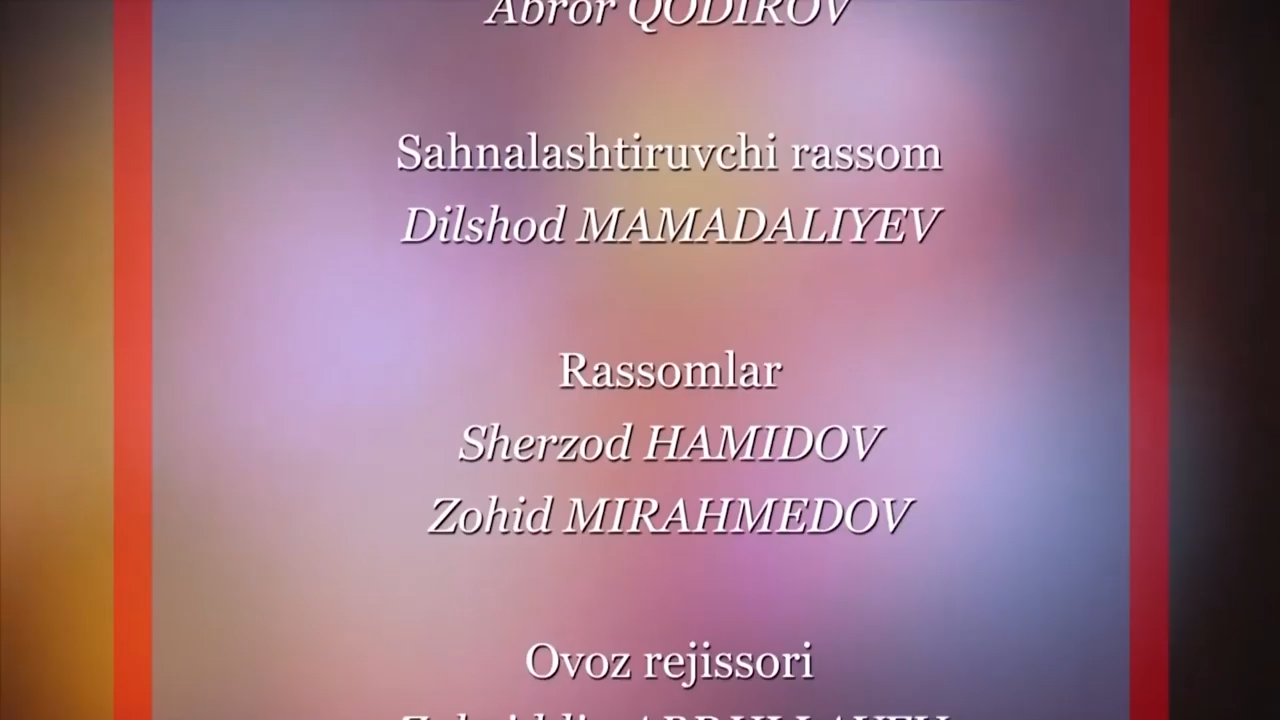 Abror QODIROV
Sahnalashtiruvchi rassom
Dilshod MAMADALIYEV
Rassomlar
Sherzod HAMIDOV
Zohid MIRAHMEDOV
Ovoz rejissori